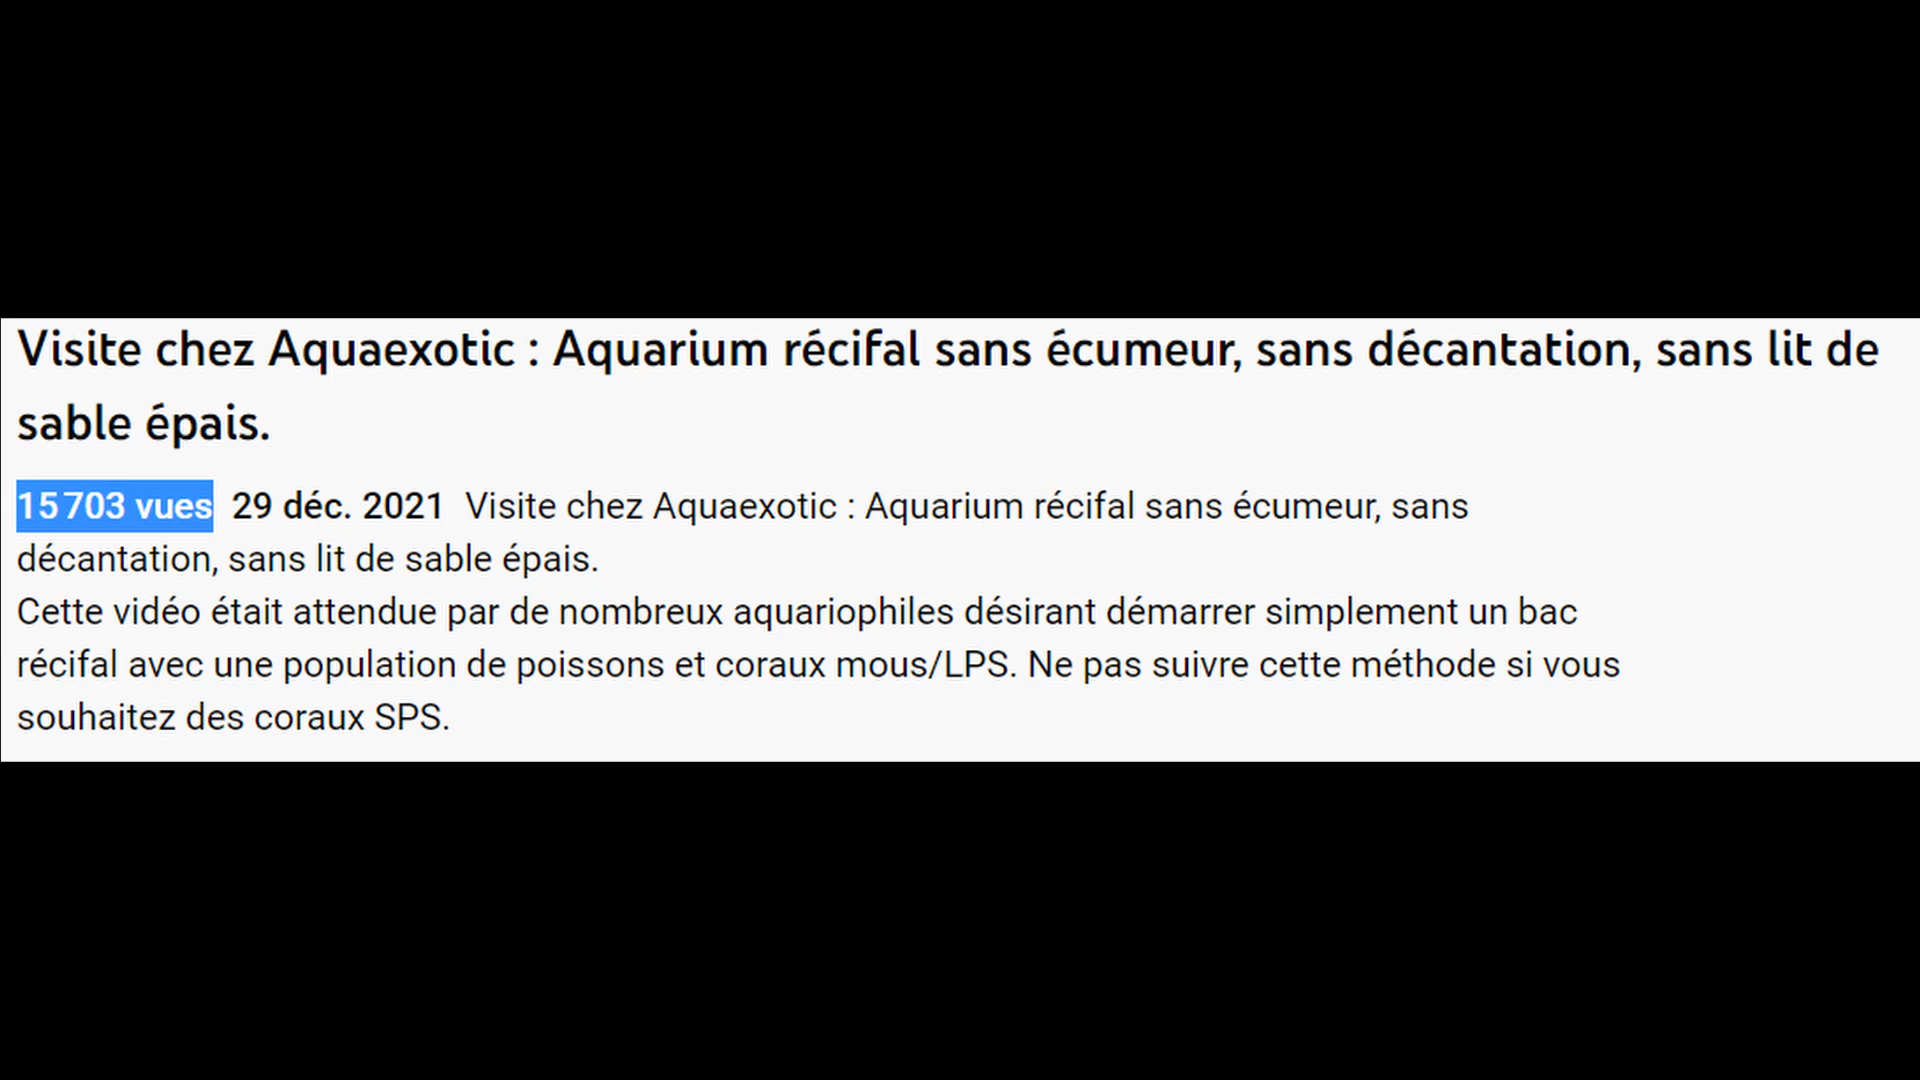 Visite chez Aquaexotic : Aquarium récifal sans écumeur, sans décantation, sans lit de
sable épais.
15 703 vues 29 déc. 2021 Visite chez Aquaexotic : Aquarium récifal sans écumeur, sans
décantation, sans lit de sable épais.
Cette vidéo était attendue par de nombreux aquariophiles désirant démarrer simplement un bac
récifal avec une population de poissons et coraux mous/LPS. Ne pas suivre cette méthode si vous
souhaitez des coraux SPS.